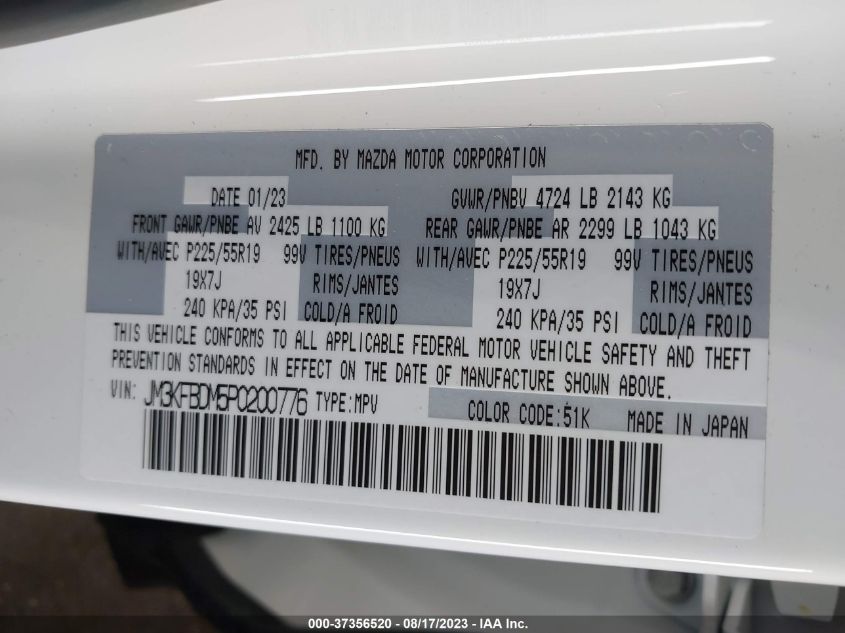 MFD. BY MAZDA MOTOR CORPORATION
DATE 01/23 GVWR/PNBV 4724 LB 2143 KG
FRONT GAWR/PNBE AV 2425 LB 1100 KG REAR GAWR/PNBE AR 2299 LB 1043 KG
WITH/AVEC P225/55R19 99V TIRES/PNEUS WITH/AVEC P225/55R19 99V TIRES/PNEUS
19X7J RIMS/JANTES 19X7J RIMS/JANTES
240 KPA/35 PSI COLD/A FROID 240 KPA/35 PSI COLD/A FROID
THIS VEHICLE CONFORMS TO ALL APPLICABLE FEDERAL MOTOR VEHICLE SAFETY AND THEFT
PREVENTION STANDARDS IN EFFECT ON THE DATE OF MANUFACTURE SHOWN ABOVE.
VIN: JM3KFBDM5P0200776 TYPE:MPV COLOR CODE:51K MADE IN JAPAN
000-37356520 - 08/17/2023 - IAA Inc.